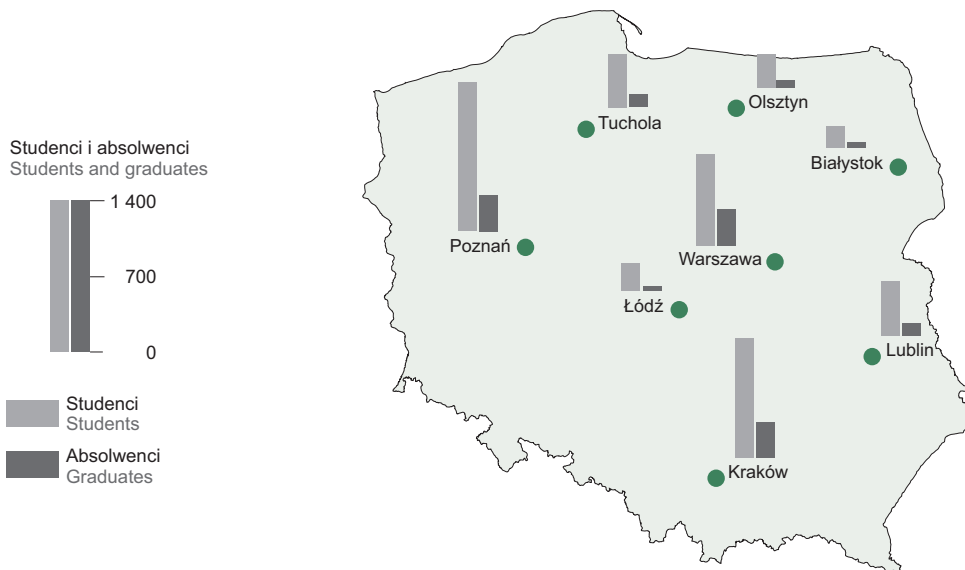 Studenci i absolwenci
Students and graduates
1 400
700
0
Studenci
Students
Absolwenci
Graduates
Tuchola
Olsztyn
Białystok
Poznań
Warszawa
Łódź
Lublin
Kraków